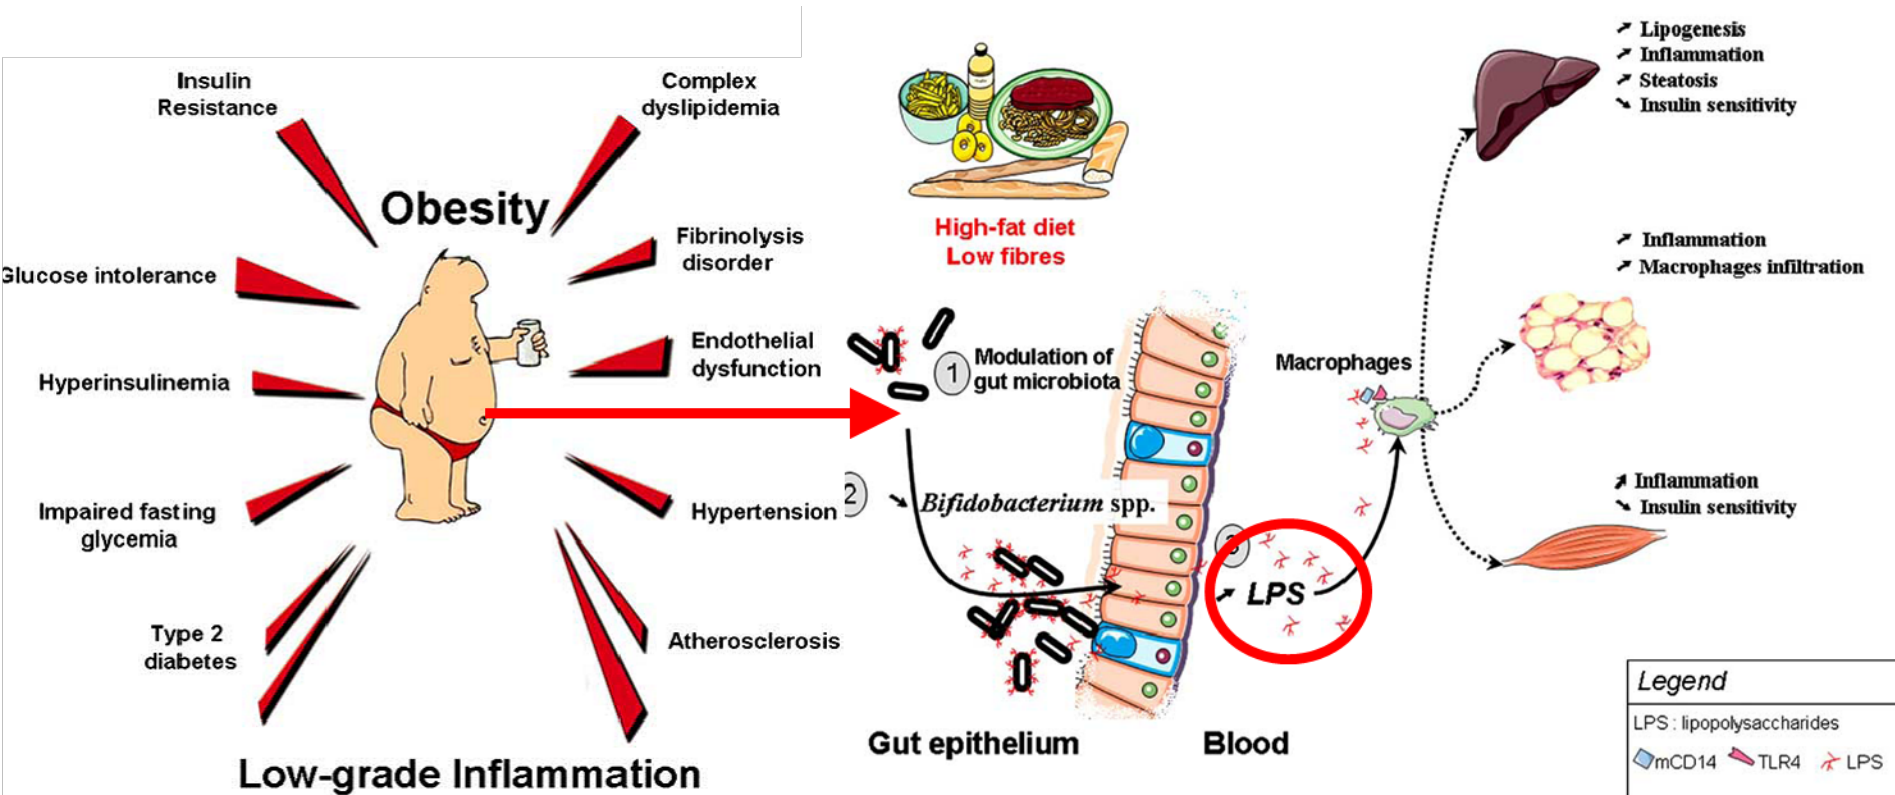 Insulin
Resistance
Complex
dyslipidemia
Obesity
Fibrinolysis
disorder
Glucose intolerance
Endothelial
dysfunction
Hyperinsulinemia
Impaired fasting
glycemia
Hypertension
Type 2
diabetes
Atherosclerosis
Low-grade Inflammation
High-fat diet
Low fibres
1
Modulation of
gut microbiota
2
Bifidobacterium spp.
3
LPS
Gut epithelium
Blood
Macrophages
Lipogenesis
Inflammation
Steatosis
Insulin sensitivity
Inflammation
Macrophages infiltration
Inflammation
Insulin sensitivity
Legend
LPS : lipopolysaccharides
mCD14 TLR4 LPS